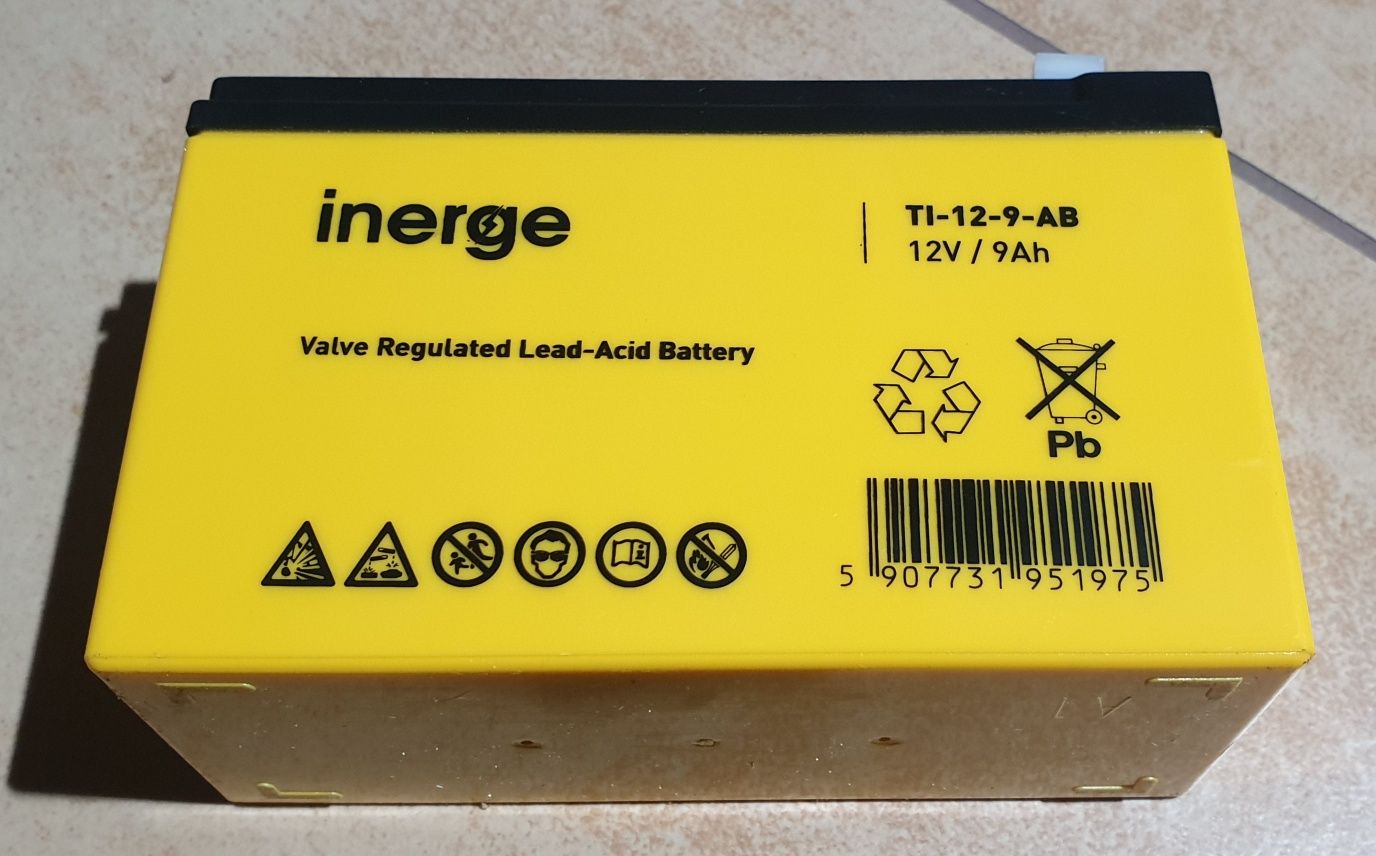 inerge
TI-12-9-AB
12V / 9Ah
Valve Regulated Lead-Acid Battery
Pb
5 907731 951975